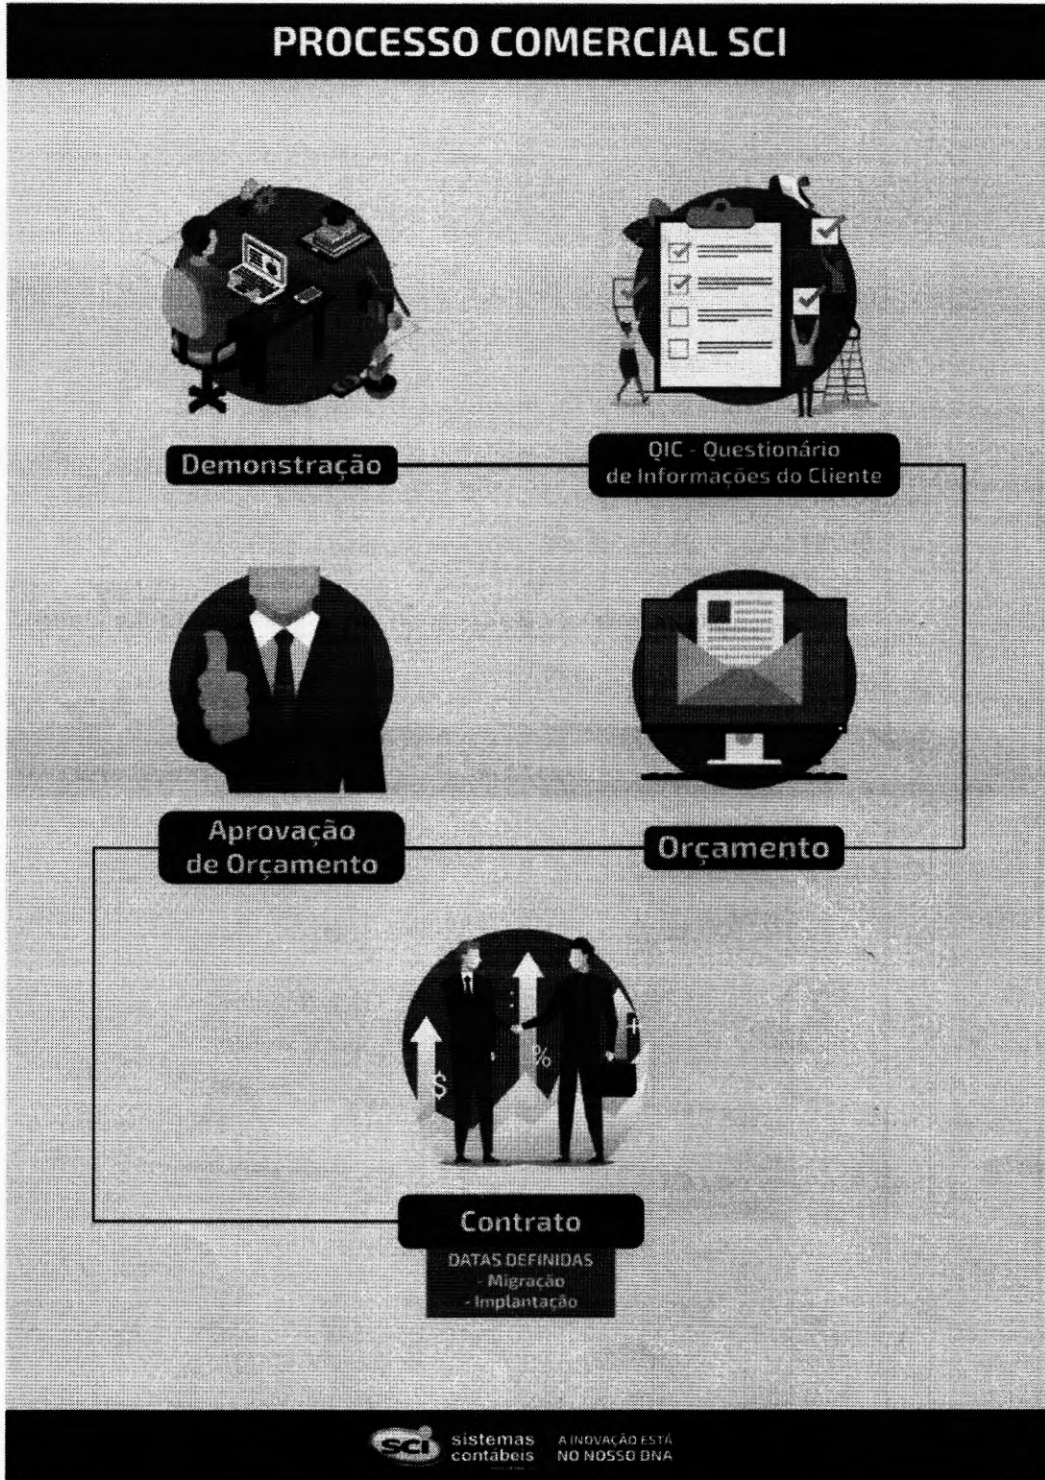 PROCESSO COMERCIAL SCI
Demonstração
QIC - Questionário
de Informações do Cliente
Aprovação
de Orçamento
Orçamento
$
%
+
Contrato
DATAS DEFINIDAS
- Migração
- Implantação
SCI
sistemas
contábeis
A INOVAÇÃO ESTÁ
NO NOSSO DNA